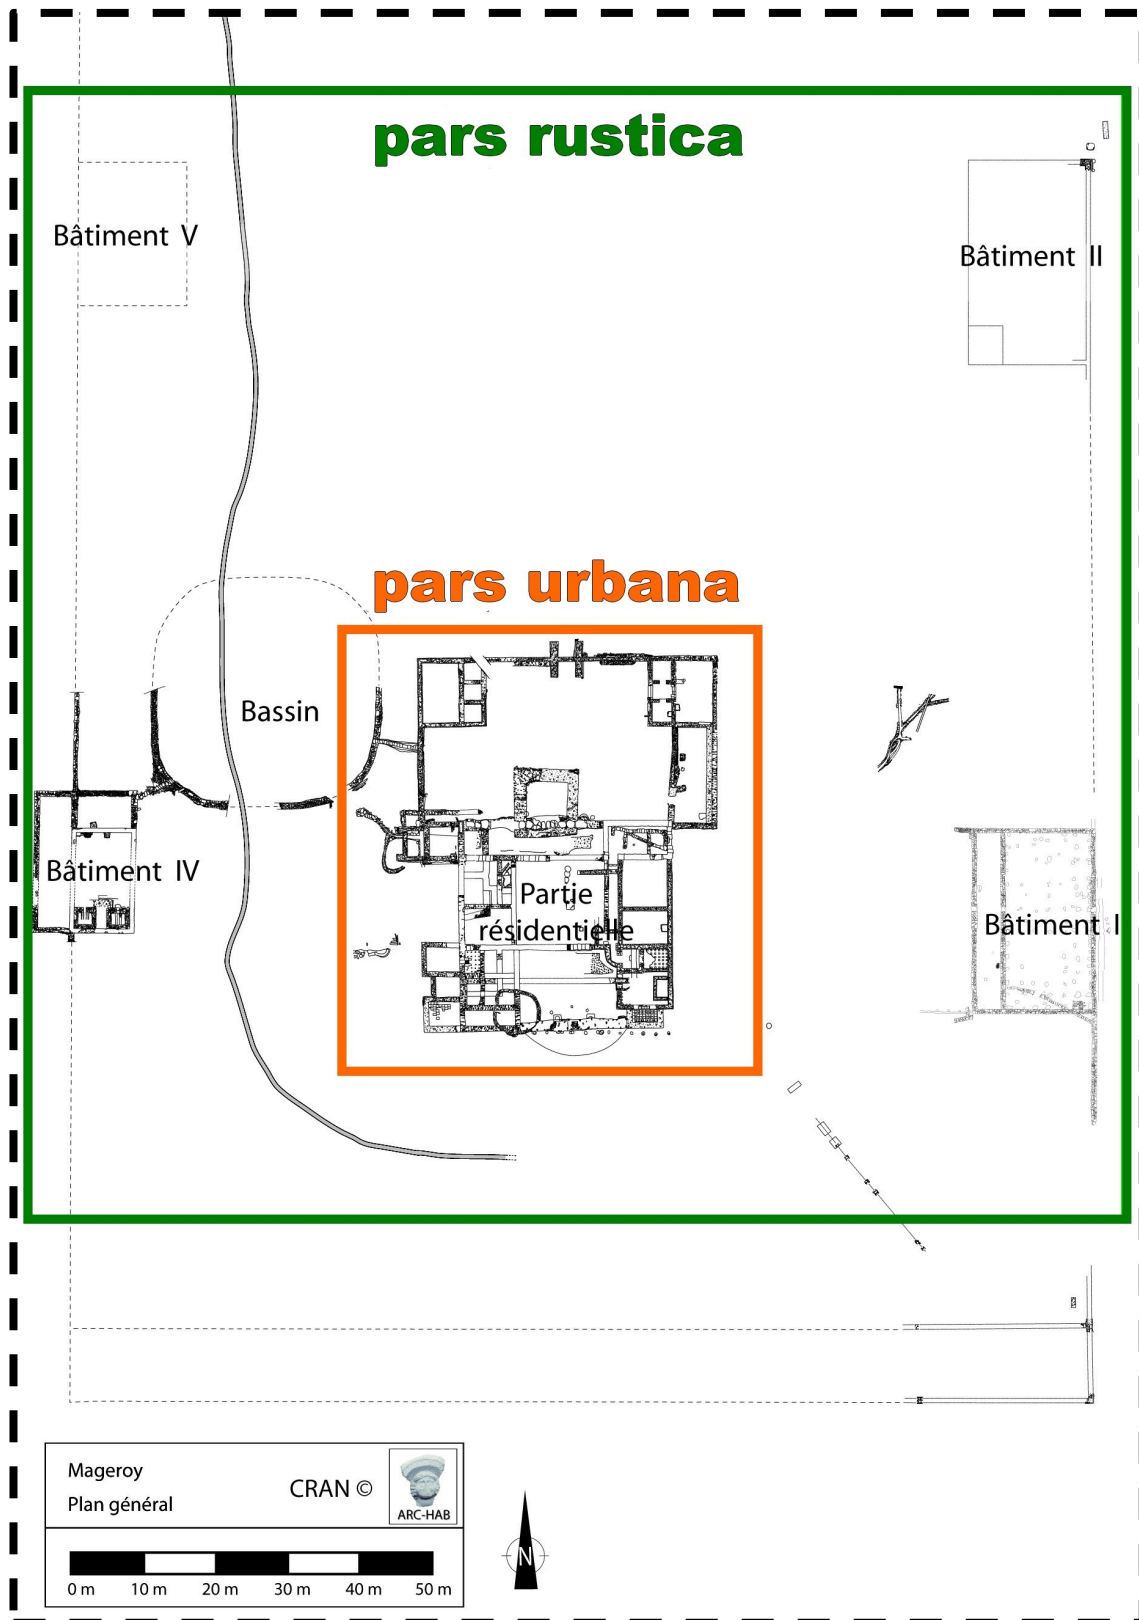 pars rustica
Bâtiment V
Bâtiment II
pars urbana
Bassin
Bâtiment IV
Partie
résidentielle
Bâtiment I
Mageroy
Plan général
CRAN ©
ARC-HAB
N
0 m 10 m 20 m 30 m 40 m 50 m